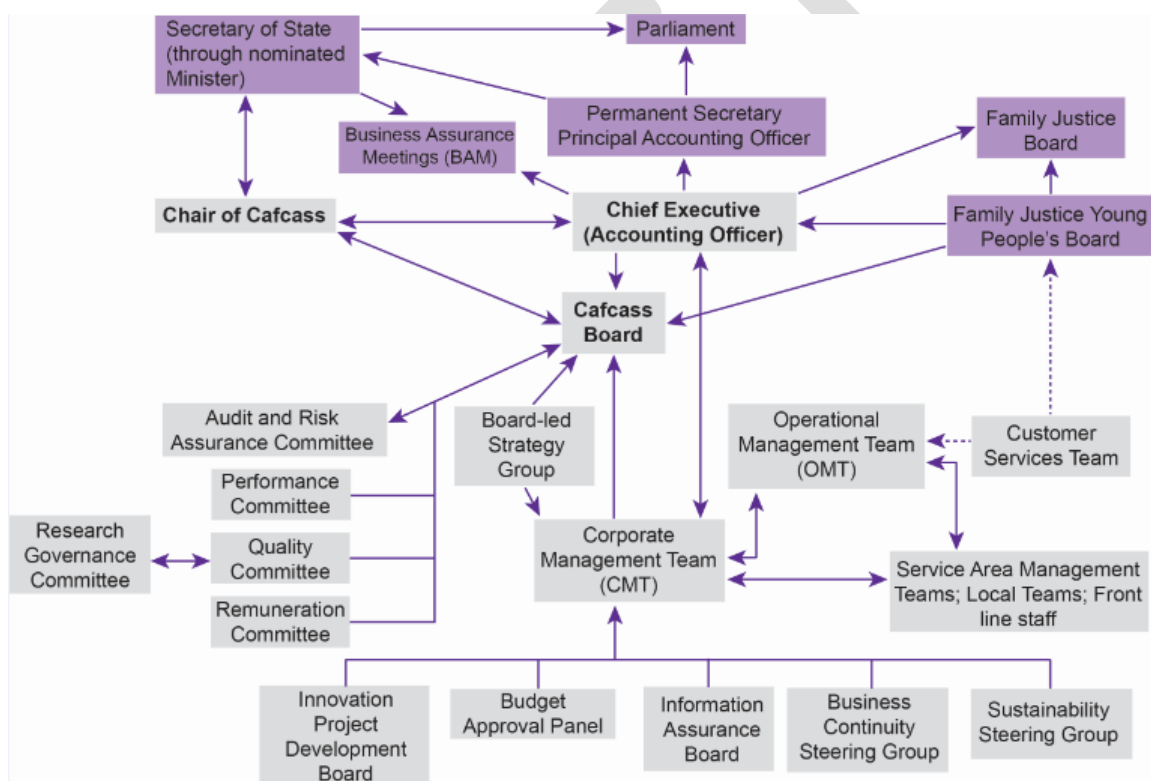 Secretary of State
(through nominated
Minister)
Parliament
Permanent Secretary
Principal Accounting Officer
Business Assurance
Meetings (BAM)
Family Justice
Board
Chair of Cafcass
Chief Executive
(Accounting Officer)
Family Justice Young
People's Board
Cafcass
Board
Audit and Risk
Assurance Committee
Board-led
Strategy
Group
Operational
Management Team
(OMT)
Customer
Services Team
Performance
Committee
Research
Governance
Committee
Quality
Committee
Remuneration
Committee
Corporate
Management Team
(CMT)
Service Area Management
Teams; Local Teams; Front
line staff
Innovation
Project
Development
Board
Budget
Approval Panel
Information
Assurance
Board
Business
Continuity
Steering Group
Sustainability
Steering Group